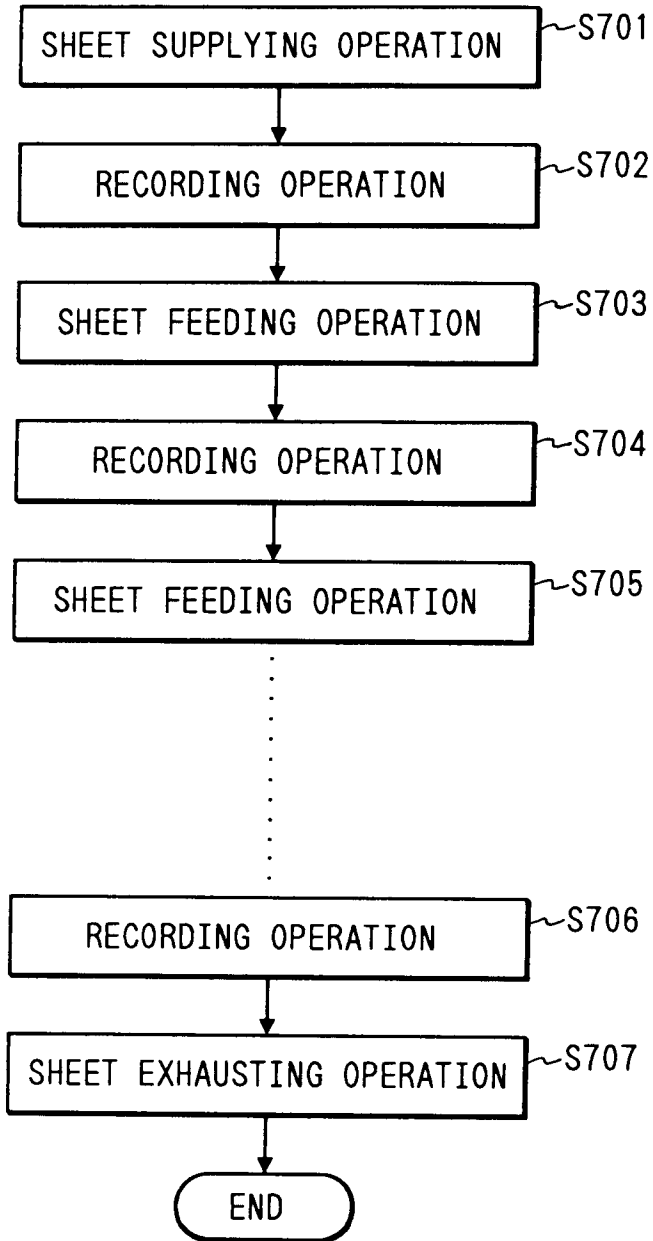 SHEET SUPPLYING OPERATION S701
RECORDING OPERATION S702
SHEET FEEDING OPERATION S703
RECORDING OPERATION S704
SHEET FEEDING OPERATION S705
RECORDING OPERATION S706
SHEET EXHAUSTING OPERATION S707
END